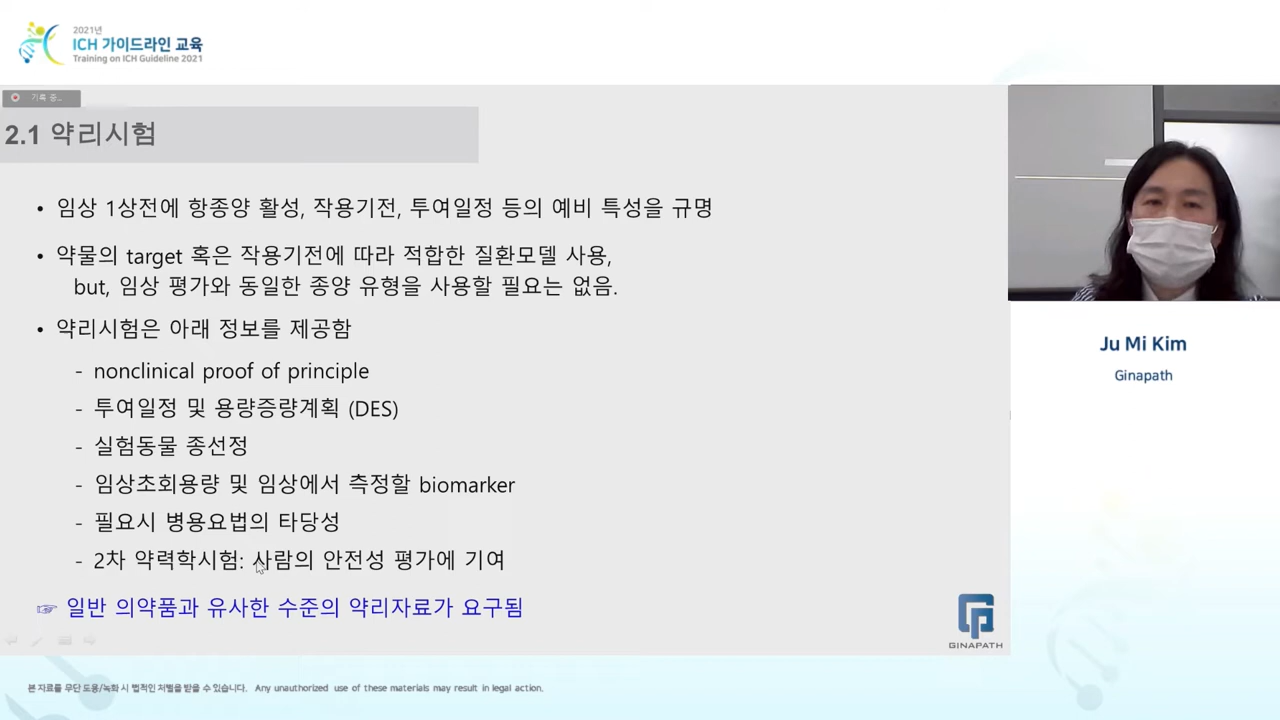 2021년
ICH 가이드라인 교육
Training on ICH Guideline 2021
기록 중...
2.1 약리시험
• 임상 1상전에 항종양 활성, 작용기전, 투여일정 등의 예비 특성을 규명
• 약물의 target 혹은 작용기전에 따라 적합한 질환모델 사용,
but, 임상 평가와 동일한 종양 유형을 사용할 필요는 없음.
• 약리시험은 아래 정보를 제공함
- nonclinical proof of principle
- 투여일정 및 용량증량계획 (DES)
- 실험동물 종선정
- 임상초회용량 및 임상에서 측정할 biomarker
- 필요시 병용요법의 타당성
- 2차 약력학시험: 사람의 안전성 평가에 기여
☞ 일반 의약품과 유사한 수준의 약리자료가 요구됨
GINAPATH
Ju Mi Kim
Ginapath
본 자료를 무단 도용/녹화 시 법적인 처벌을 받을 수 있습니다. Any unauthorized use of these materials may result in legal action.